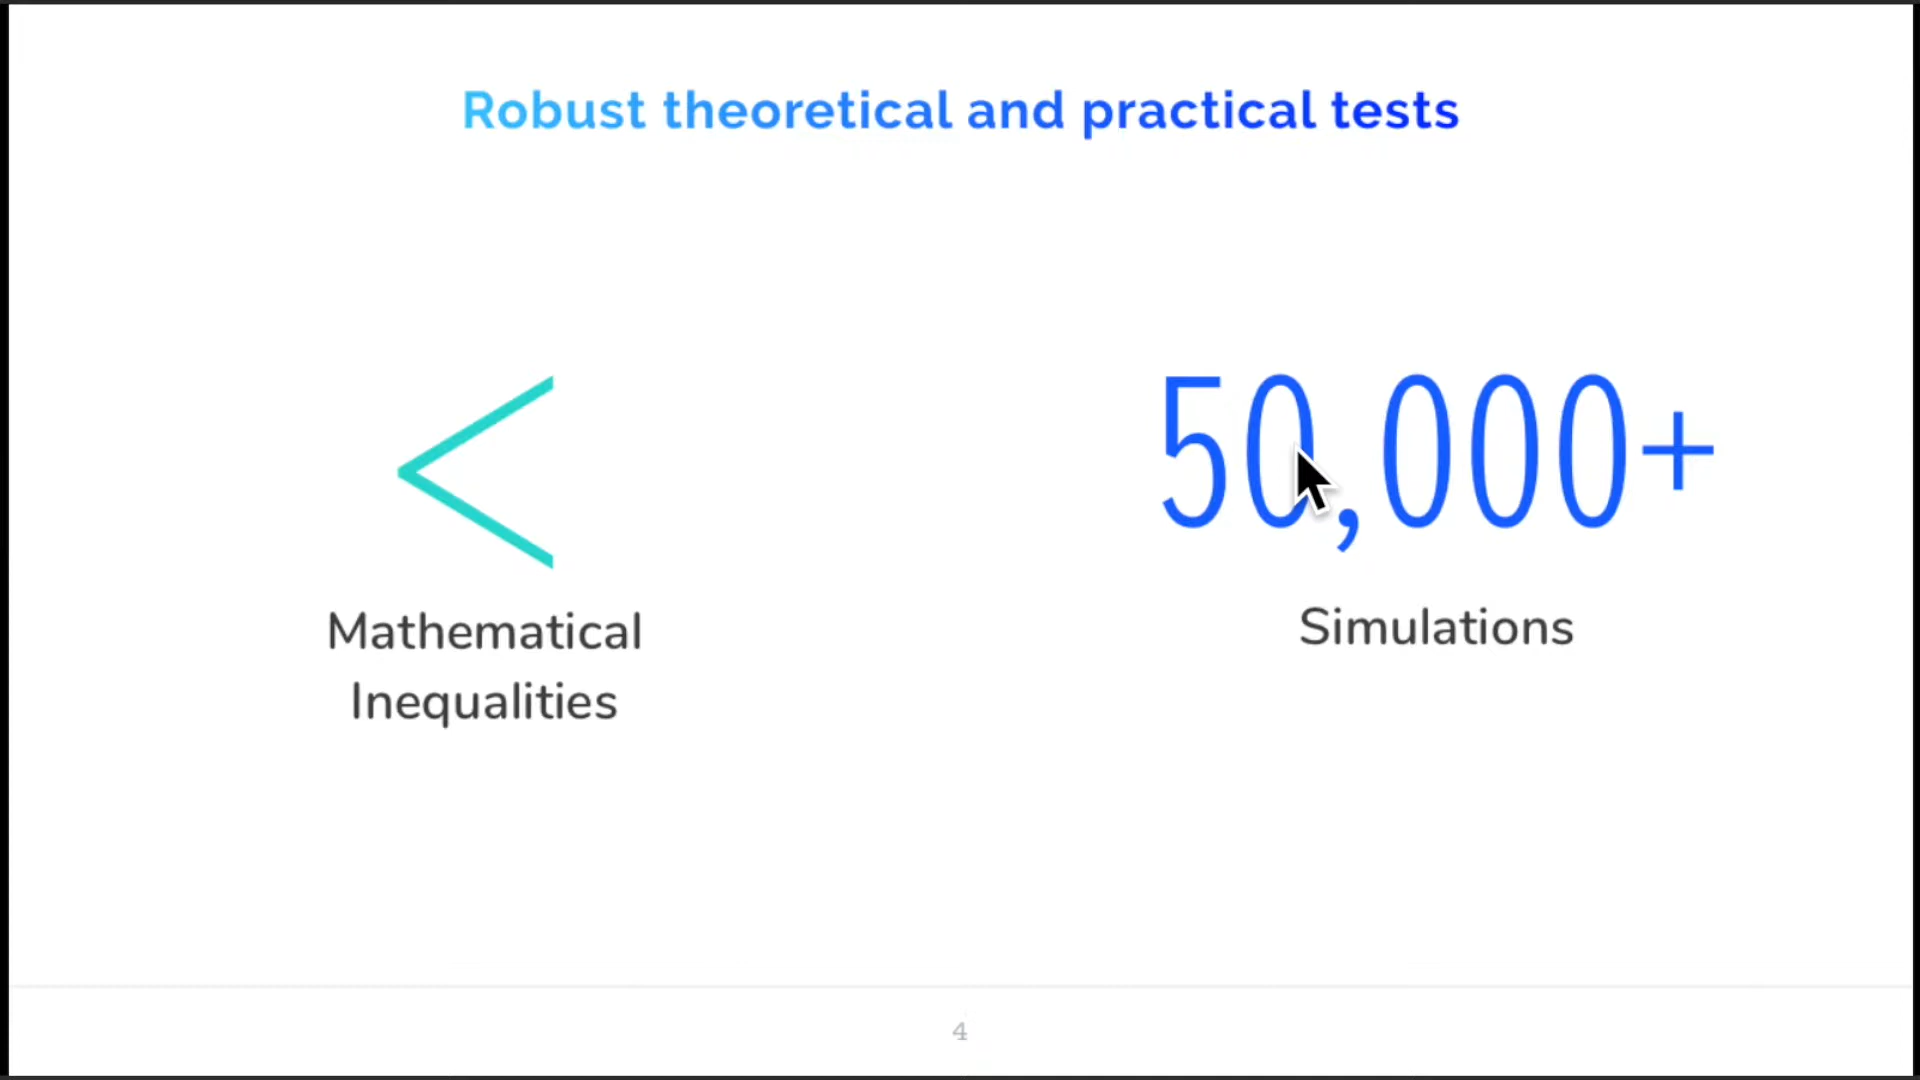 Robust theoretical and practical tests
<
Mathematical
Inequalities
50,000+
Simulations
4